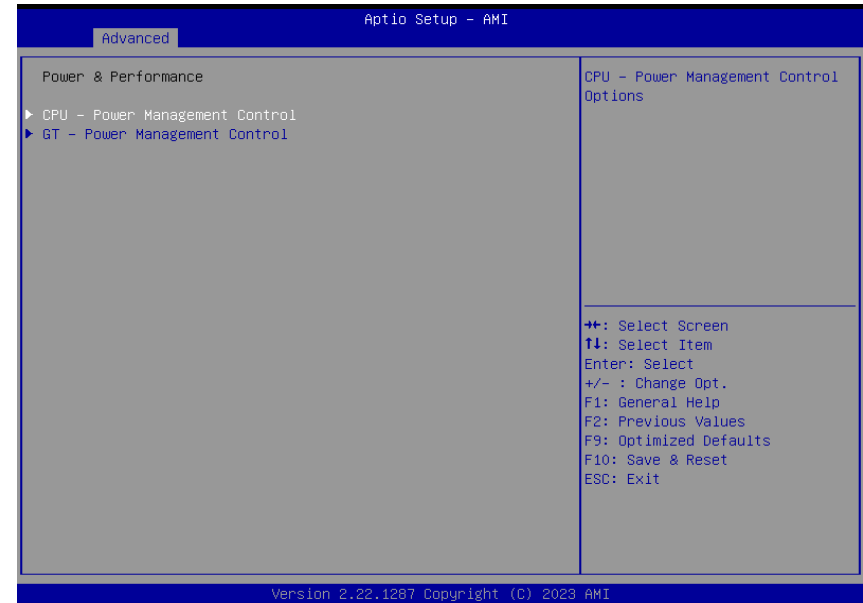 Aptio Setup – AMI
Advanced
Power & Performance
▶ CPU – Power Management Control
▶ GT – Power Management Control
CPU – Power Management Control
Options
→←: Select Screen
↑↓: Select Item
Enter: Select
+/– : Change Opt.
F1: General Help
F2: Previous Values
F9: Optimized Defaults
F10: Save & Reset
ESC: Exit
Version 2.22.1287 Copyright (C) 2023 AMI